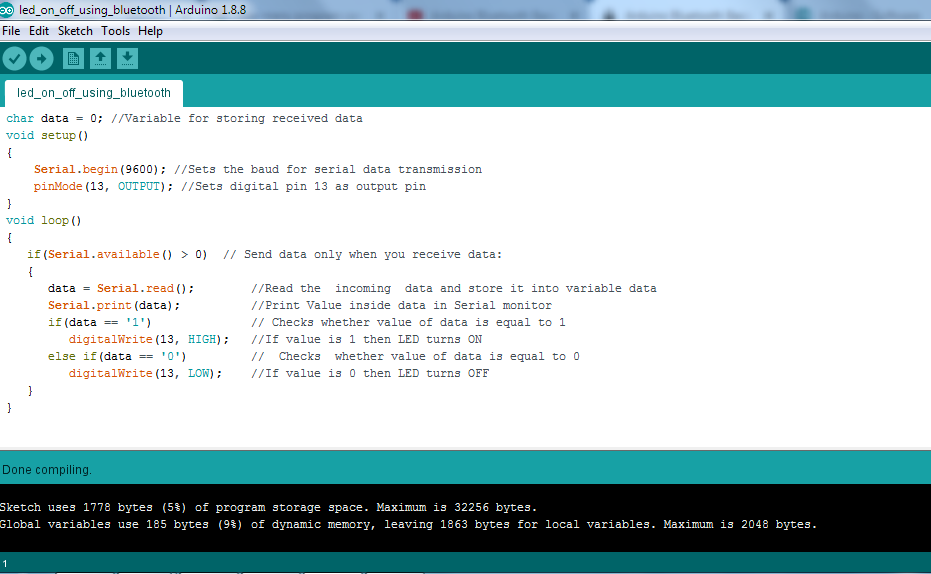 led_on_off_using_bluetooth | Arduino 1.8.8
File Edit Sketch Tools Help
led_on_off_using_bluetooth
char data = 0; //Variable for storing received data
void setup()
{
    Serial.begin(9600); //Sets the baud for serial data transmission
    pinMode(13, OUTPUT); //Sets digital pin 13 as output pin
}
void loop()
{
   if(Serial.available() > 0)  // Send data only when you receive data:
   {
      data = Serial.read();        //Read the  incoming  data and store it into variable data
      Serial.print(data);          //Print Value inside data in Serial monitor
      if(data == '1')              // Checks whether value of data is equal to 1
         digitalWrite(13, HIGH);   //If value is 1 then LED turns ON
      else if(data == '0')         //  Checks  whether value of data is equal to 0
         digitalWrite(13, LOW);    //If value is 0 then LED turns OFF
   }
}
Done compiling.
Sketch uses 1778 bytes (5%) of program storage space. Maximum is 32256 bytes.
Global variables use 185 bytes (9%) of dynamic memory, leaving 1863 bytes for local variables. Maximum is 2048 bytes.
1